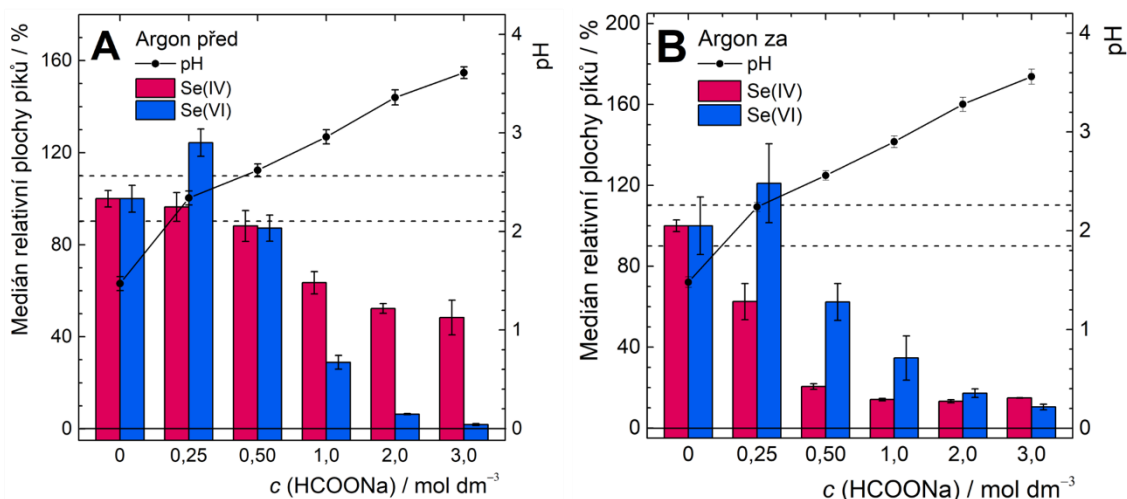 A
Argon před
pH
Se(IV)
Se(VI)
Medián relativní plochy píků / %
160
120
80
40
0
pH
4
3
2
1
0
0 0,25 0,50 1,0 2,0 3,0
c (HCOONa) / mol dm⁻³
B
Argon za
pH
Se(IV)
Se(VI)
Medián relativní plochy píků / %
200
160
120
80
40
0
pH
4
3
2
1
0
0 0,25 0,50 1,0 2,0 3,0
c (HCOONa) / mol dm⁻³